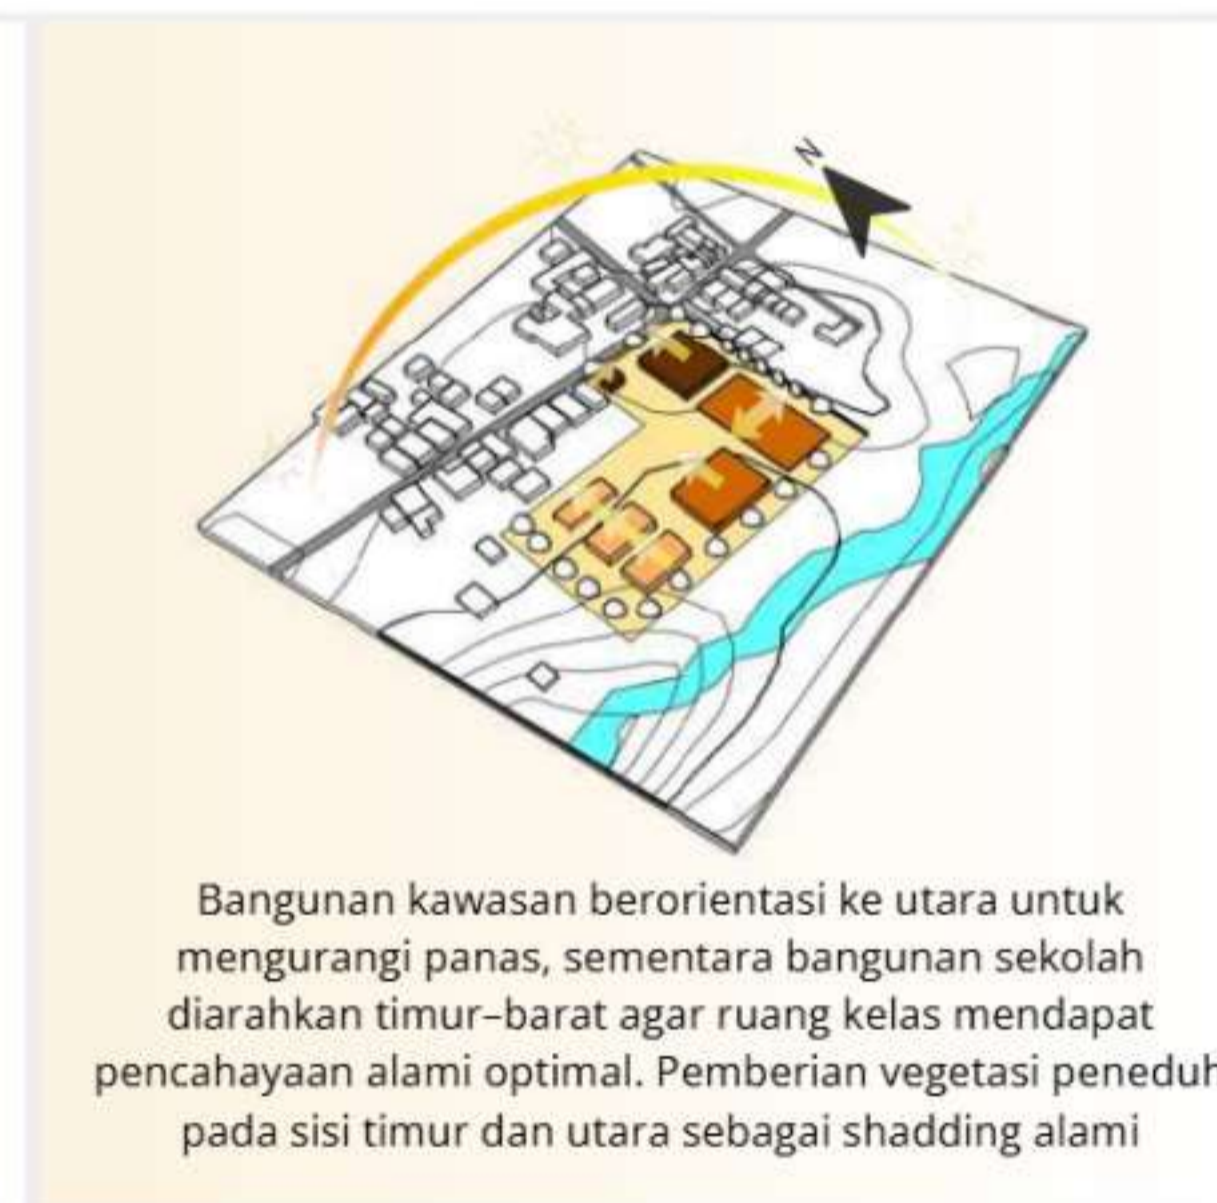 N
Bangunan kawasan berorientasi ke utara untuk
mengurangi panas, sementara bangunan sekolah
diarahkan timur–barat agar ruang kelas mendapat
pencahayaan alami optimal. Pemberian vegetasi peneduh
pada sisi timur dan utara sebagai shadding alami